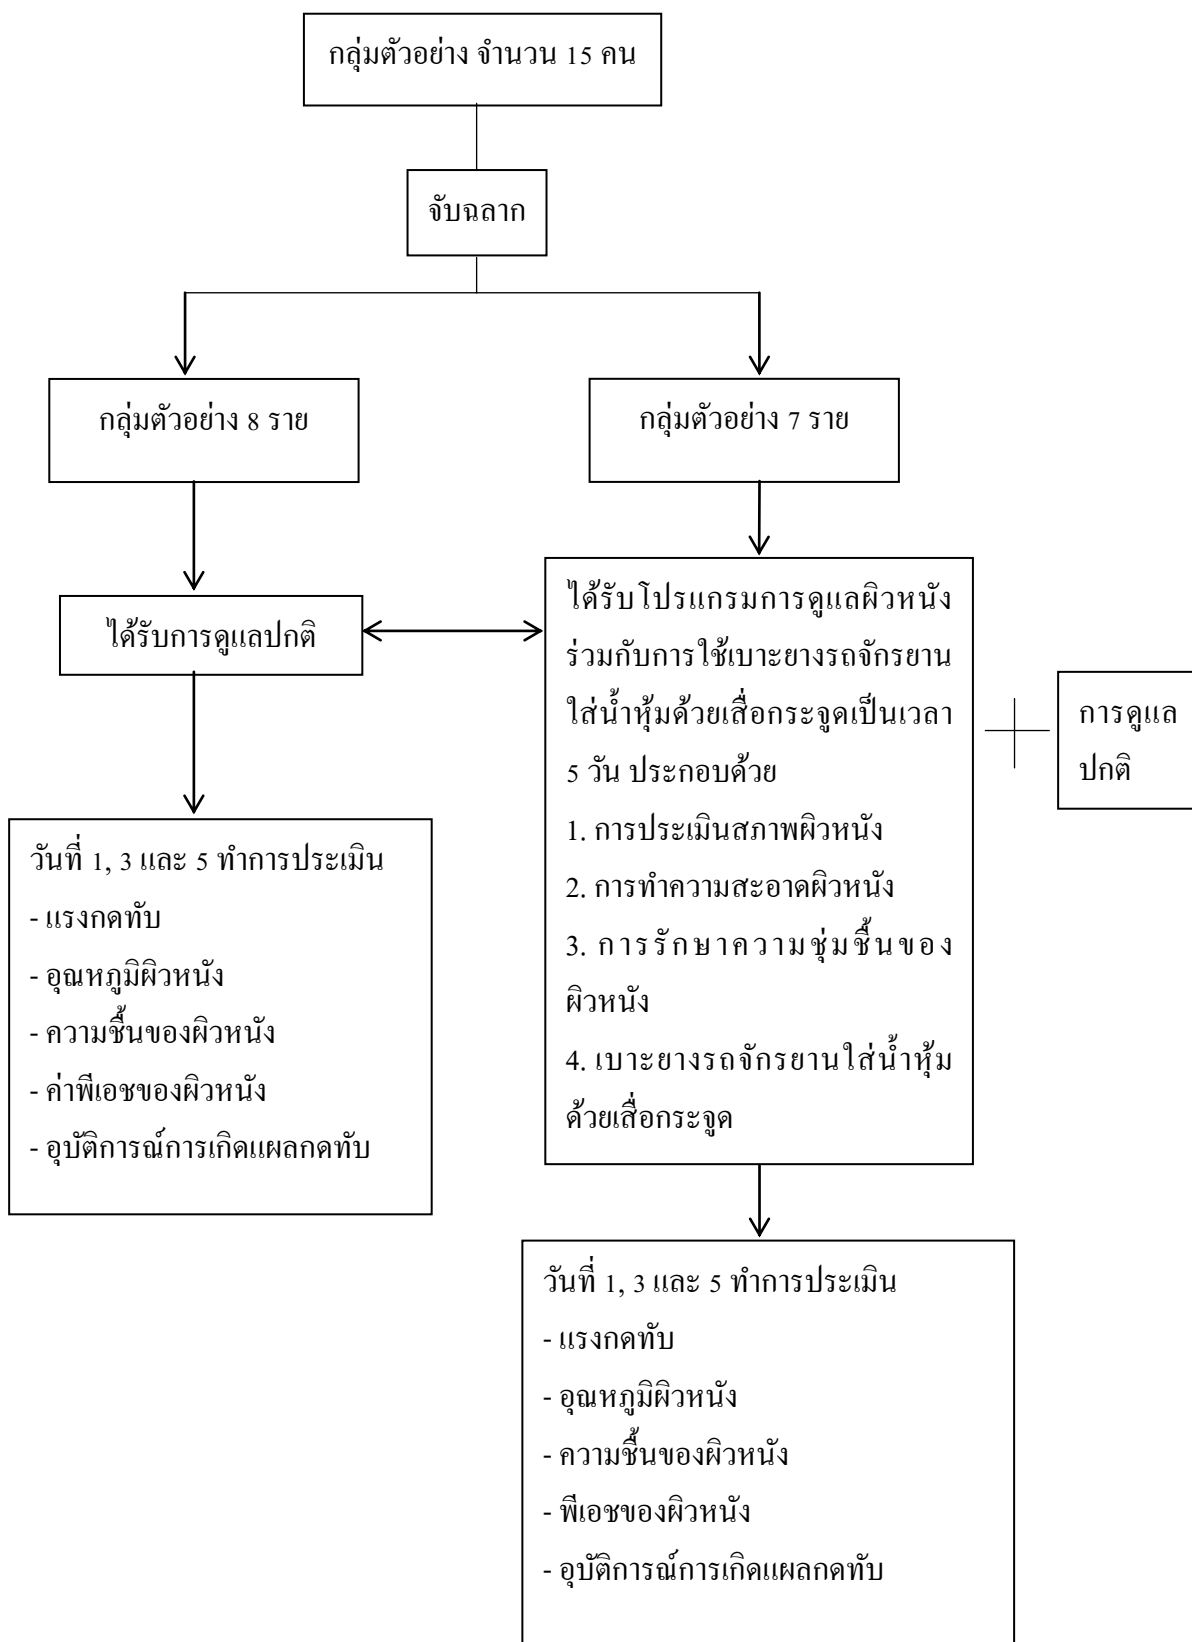 กลุ่มตัวอย่าง จำนวน 15 คน
จับฉลาก
กลุ่มตัวอย่าง 8 ราย
กลุ่มตัวอย่าง 7 ราย
ได้รับการดูแลปกติ
ได้รับโปรแกรมการดูแลผิวหนัง
ร่วมกับการใช้เบาะยางรถจักรยาน
ใส่น้ำหุ้มด้วยเสื่อกระจูดเป็นเวลา
5 วัน ประกอบด้วย
1. การประเมินสภาพผิวหนัง
2. การทำความสะอาดผิวหนัง
3. การรักษาความชุ่มชื้นของ
ผิวหนัง
4. เบาะยางรถจักรยานใส่น้ำหุ้ม
ด้วยเสื่อกระจูด
การดูแล
ปกติ
วันที่ 1, 3 และ 5 ทำการประเมิน
- แรงกดทับ
- อุณหภูมิผิวหนัง
- ความชื้นของผิวหนัง
- ค่าพีเอชของผิวหนัง
- อุบัติการณ์การเกิดแผลกดทับ
วันที่ 1, 3 และ 5 ทำการประเมิน
- แรงกดทับ
- อุณหภูมิผิวหนัง
- ความชื้นของผิวหนัง
- พีเอชของผิวหนัง
- อุบัติการณ์การเกิดแผลกดทับ